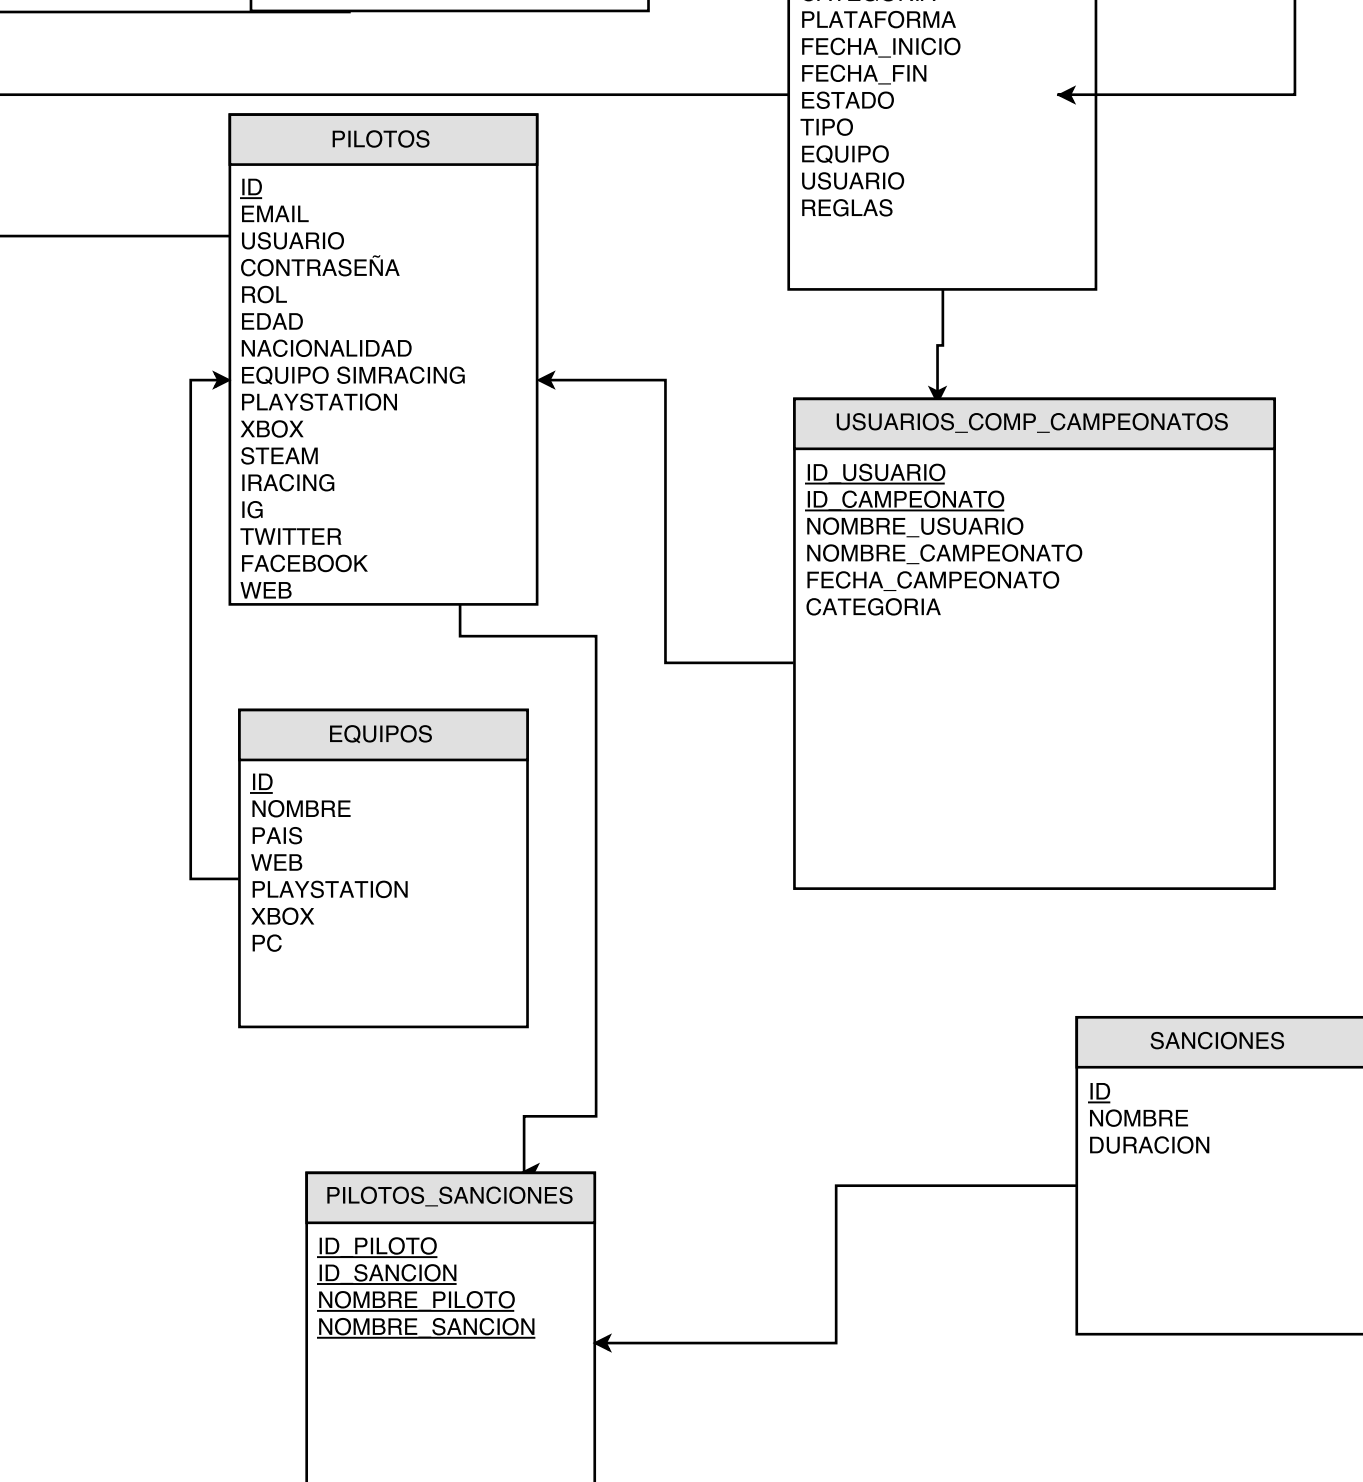 PLATAFORMA
FECHA_INICIO
FECHA_FIN
ESTADO
TIPO
EQUIPO
USUARIO
REGLAS
PILOTOS
ID
EMAIL
USUARIO
CONTRASEÑA
ROL
EDAD
NACIONALIDAD
EQUIPO SIMRACING
PLAYSTATION
XBOX
STEAM
IRACING
IG
TWITTER
FACEBOOK
WEB
USUARIOS_COMP_CAMPEONATOS
ID_USUARIO
ID_CAMPEONATO
NOMBRE_USUARIO
NOMBRE_CAMPEONATO
FECHA_CAMPEONATO
CATEGORIA
EQUIPOS
ID
NOMBRE
PAIS
WEB
PLAYSTATION
XBOX
PC
SANCIONES
ID
NOMBRE
DURACION
PILOTOS_SANCIONES
ID_PILOTO
ID_SANCION
NOMBRE_PILOTO
NOMBRE_SANCION